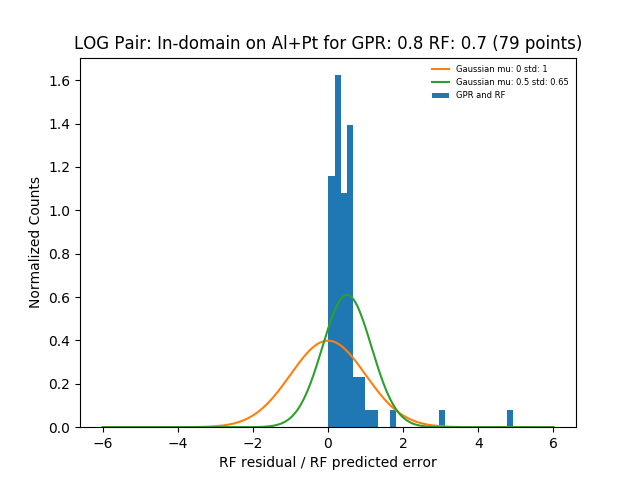 LOG Pair: In-domain on Al+Pt for GPR: 0.8 RF: 0.7 (79 points)
Gaussian mu: 0 std: 1
Gaussian mu: 0.5 std: 0.65
GPR and RF
Normalized Counts
1.6
1.4
1.2
1.0
0.8
0.6
0.4
0.2
0.0
−6 −4 −2 0 2 4 6
RF residual / RF predicted error